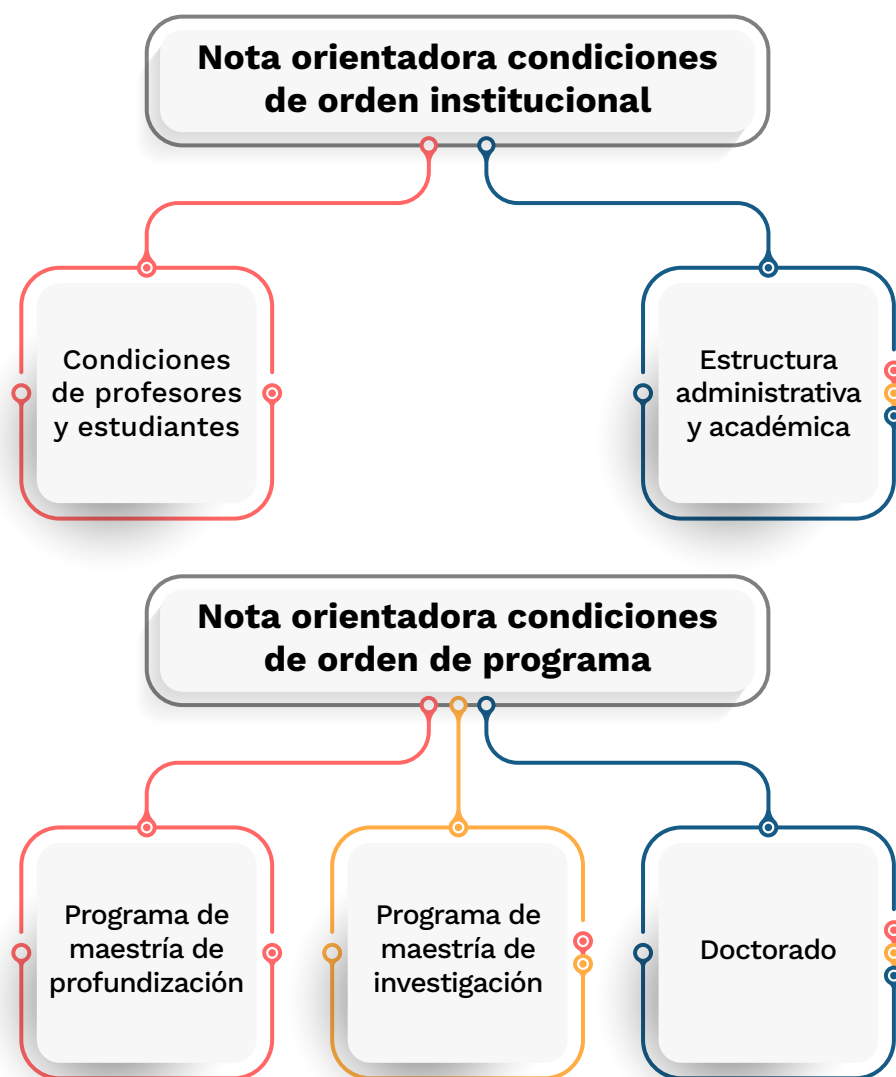 Nota orientadora condiciones
de orden institucional
Condiciones
de profesores
y estudiantes
Estructura
administrativa
y académica
Nota orientadora condiciones
de orden de programa
Programa de
maestría de
profundización
Programa de
maestría de
investigación
Doctorado